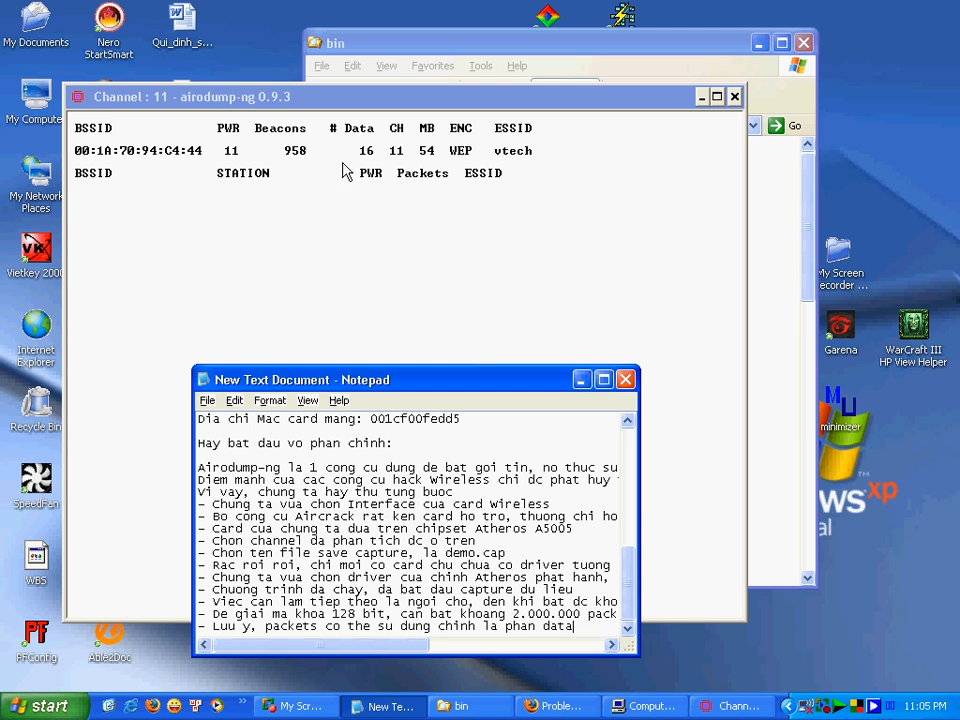 My Documents
Nero
StartSmart
Qui_dinh_s...
bin
File Edit View Favorites Tools Help
Channel : 11 - airodump-ng 0.9.3
BSSID PWR Beacons # Data CH MB ENC ESSID
00:1A:70:94:C4:44 11 958 16 11 54 WEP vtech
BSSID STATION PWR Packets ESSID
Go
My Compute
My Network
Places
Vietkey 2000
Internet
Explorer
Recycle Bin
SpeedFan
WBS
FFConfig
Able2Doc
My Screen
Recorder ...
Garena
WarCraft III
HP View Helper
minimizer
New Text Document - Notepad
File Edit Format View Help
Dia chi Mac card mang: 001cf00fedd5
Hay bat dau vo phan chinh:
Airodump-ng la 1 cong cu dung de bat goi tin, no thuc su
Diem manh cua cac cong cu hack Wireless chi dc phat huy
Vi vay, chung ta hay thu tung buoc
- Chung ta vua chon Interface cua card Wireless
- Bo cong cu Aircrack rat ken card ho tro, thuong chi ho
- Card cua chung ta dua tren chipset Atheros A5005
- Chon channel da phan tich dc o tren
- Chon ten file save capture, la demo.cap
- Rac roi roi, chi moi co card chu chua co driver tuong
- Chung ta vua chon driver cua chinh Atheros phat hanh,
- Chuong trinh da chay, da bat dau capture du lieu
- Viec can lam tiep theo la ngoi cho, den khi bat dc kho
- De giai ma khoa 128 bit, can bat khoang 2.000.000 pack
- Luu y, packets co the su dung chinh la phan data
ws xp
start
My Scr...
New Te...
bin
Proble...
Comput...
Chann...
11:05 PM